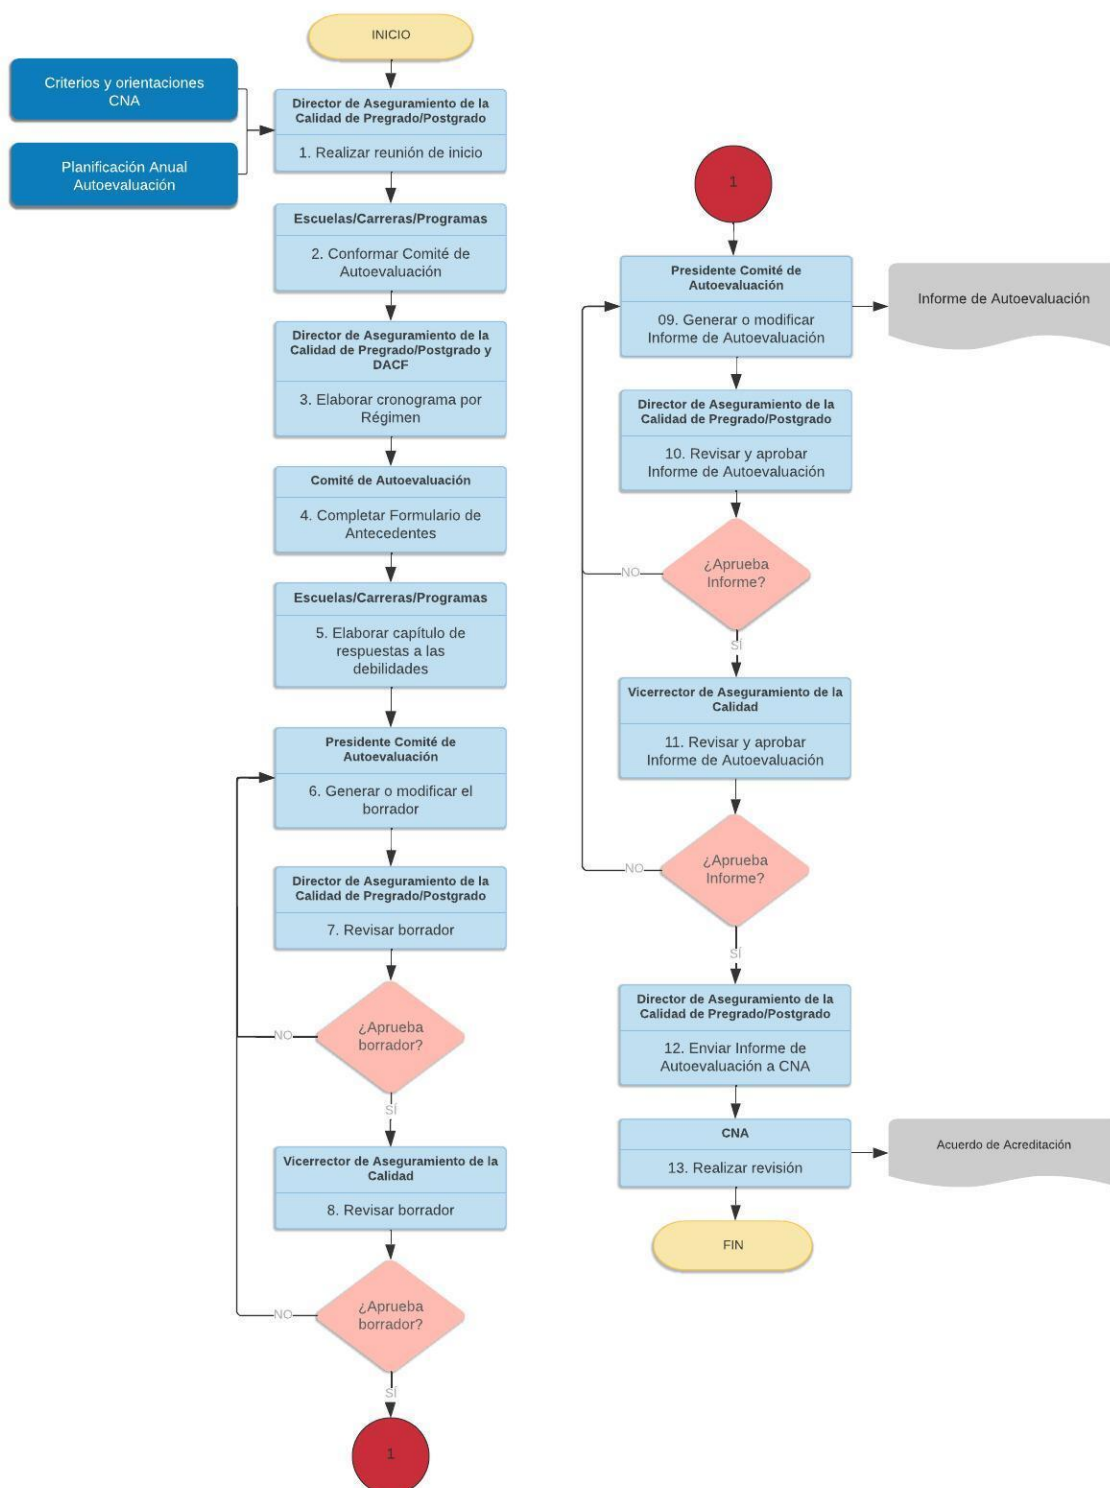 INICIO
Criterios y orientaciones
CNA
Planificación Anual
Autoevaluación
Director de Aseguramiento de la
Calidad de Pregrado/Postgrado
1. Realizar reunión de inicio
Escuelas/Carreras/Programas
2. Conformar Comité de
Autoevaluación
Director de Aseguramiento de la
Calidad de Pregrado/Postgrado y
DACF
3. Elaborar cronograma por
Régimen
Comité de Autoevaluación
4. Completar Formulario de
Antecedentes
Escuelas/Carreras/Programas
5. Elaborar capítulo de
respuestas a las
debilidades
Presidente Comité de
Autoevaluación
6. Generar o modificar el
borrador
Director de Aseguramiento de la
Calidad de Pregrado/Postgrado
7. Revisar borrador
¿Aprueba
borrador?
NO
SÍ
Vicerrector de Aseguramiento de la
Calidad
8. Revisar borrador
¿Aprueba
borrador?
NO
SÍ
1
1
Presidente Comité de
Autoevaluación
09. Generar o modificar
Informe de Autoevaluación
Informe de Autoevaluación
Director de Aseguramiento de la
Calidad de Pregrado/Postgrado
10. Revisar y aprobar
Informe de Autoevaluación
¿Aprueba
Informe?
NO
SÍ
Vicerrector de Aseguramiento de la
Calidad
11. Revisar y aprobar
Informe de Autoevaluación
¿Aprueba
Informe?
NO
SÍ
Director de Aseguramiento de la
Calidad de Pregrado/Postgrado
12. Enviar Informe de
Autoevaluación a CNA
CNA
13. Realizar revisión
Acuerdo de Acreditación
FIN